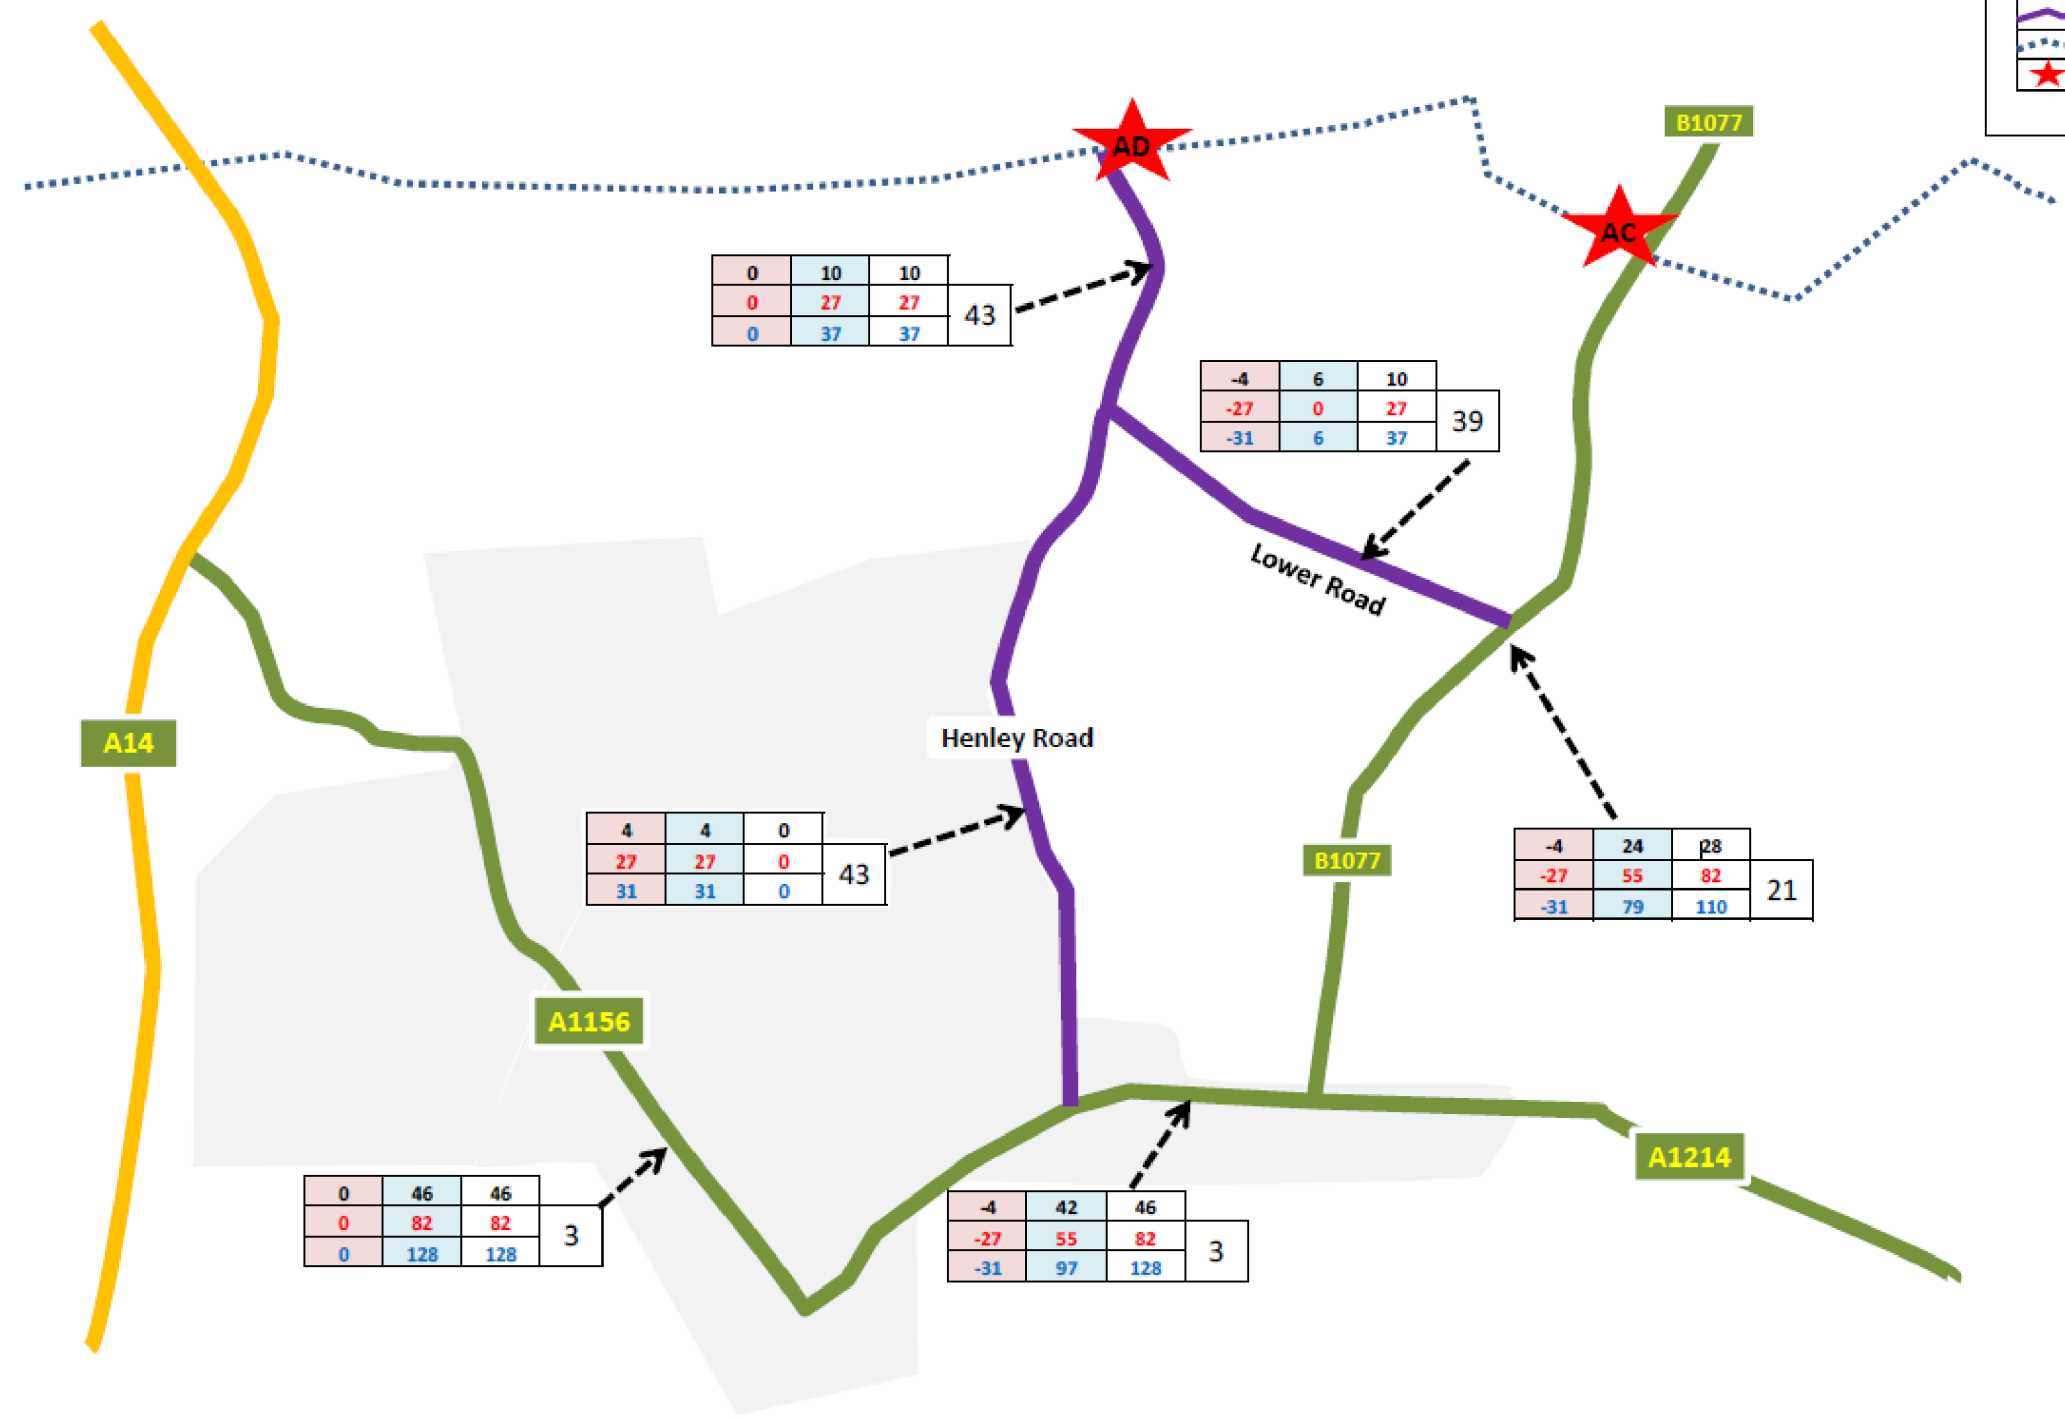 AD
B1077
AC
0 10 10
0 27 27
0 37 37
43
-4 6 10
-27 0 27
-31 6 37
39
Lower Road
A14
Henley Road
4 4 0
27 27 0
31 31 0
43
B1077
-4 24 28
-27 55 82
-31 79 110
21
A1156
A1214
0 46 46
0 82 82
0 128 128
3
-4 42 46
-27 55 82
-31 97 128
3